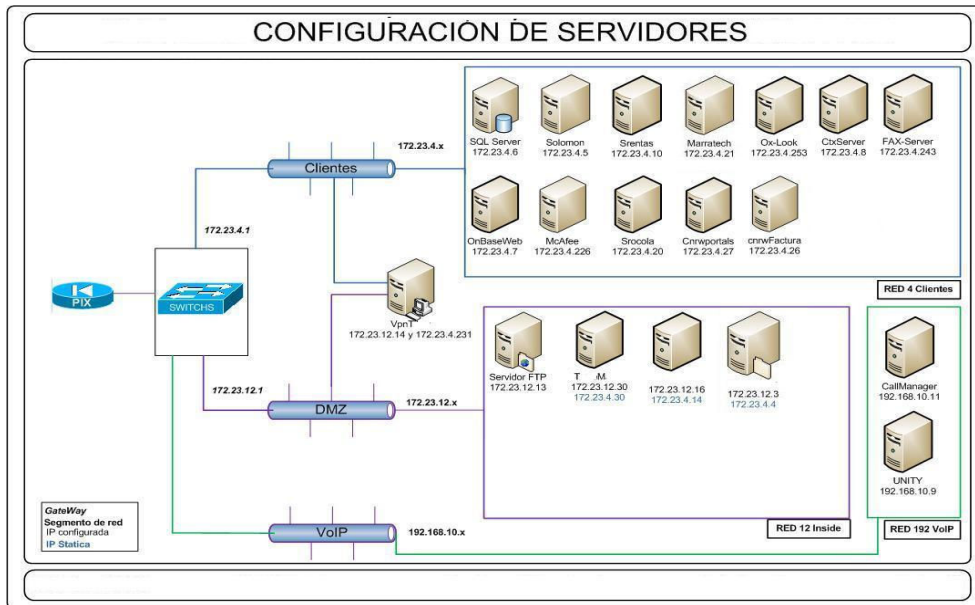 CONFIGURACIÓN DE SERVIDORES
172.23.4.x
Clientes
172.23.4.1
SQL Server
172.23.4.6
Solomon
172.23.4.5
Srentas
172.23.4.10
Marratech
172.23.4.21
Ox-Look
172.23.4.253
CtxServer
172.23.4.8
FAX-Server
172.23.4.243
OnBaseWeb
172.23.4.7
McAfee
172.23.4.226
Srocola
172.23.4.20
Cnrwportals
172.23.4.27
cnrwFactura
172.23.4.26
RED 4 Clientes
PIX
SWITCHS
VpnT
172.23.12.14 y 172.23.4.231
172.23.12.1
DMZ
172.23.12.x
Servidor FTP
172.23.12.13
T M
172.23.12.30
172.23.4.30
172.23.12.16
172.23.4.14
172.23.12.3
172.23.4.4
RED 12 Inside
CallManager
192.168.10.11
UNITY
192.168.10.9
RED 192 VoIP
VoIP
192.168.10.x
GateWay
Segmento de red
IP configurada
IP Statica